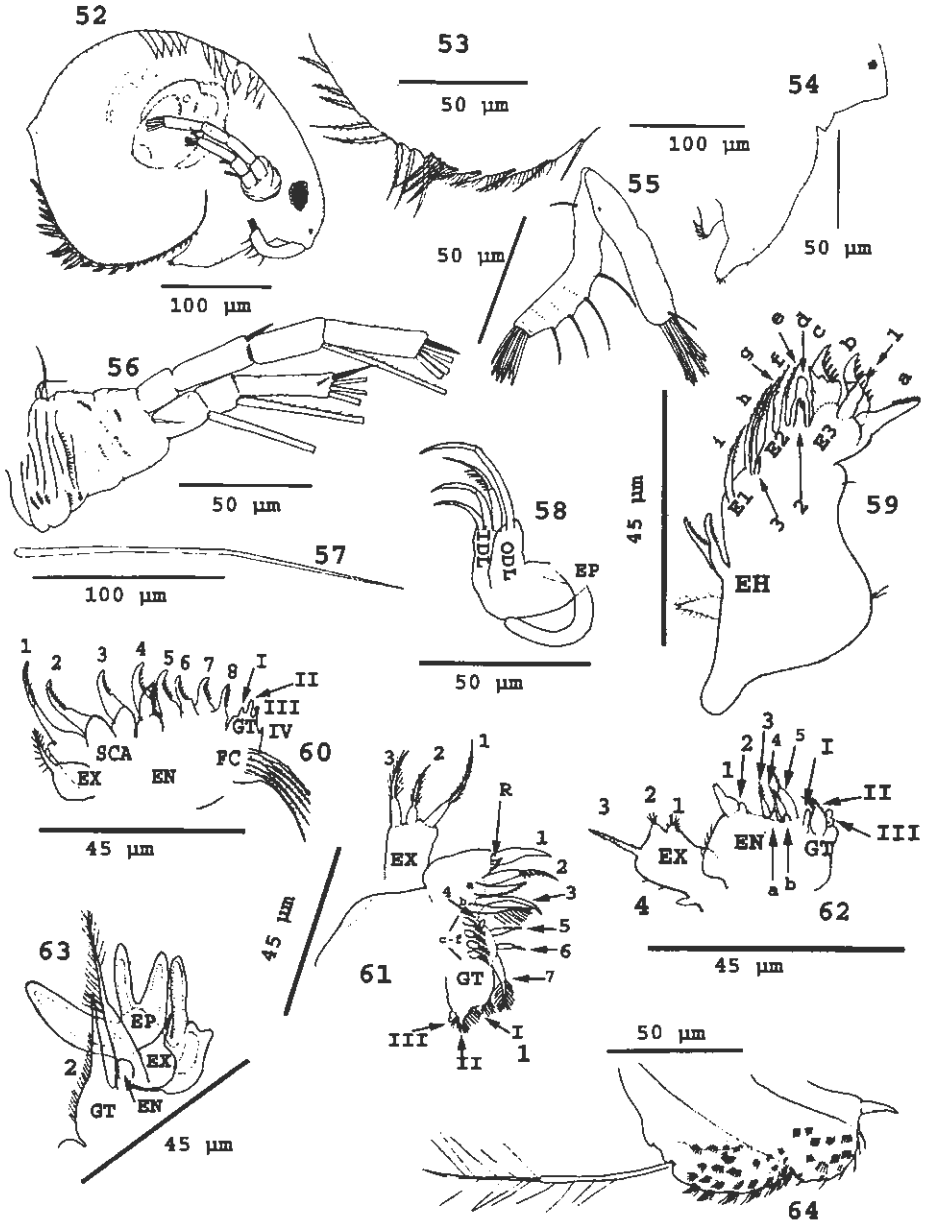 52
53
50 µm
54
100 µm
50 µm
55
50 µm
100 µm
56
50 µm
57
100 µm
58
IDL
ODL
EP
50 µm
a
b
c
d
e
f
g
h
i
1
2
3
E1
E2
E3
EH
59
45 µm
1 2 3 4 5 6 7 8 I II III IV
SCA GT
EX EN FC
60
45 µm
3 2 1
R
EX
1
2
3
a
4 b
c-f
5
6
7
GT
III II I 1
61
45 µm
3 2 1
EX
4
1 2 3 4 5 I II III
EN GT
a b
62
45 µm
63
EP
EX
2
GT EN
45 µm
50 µm
64